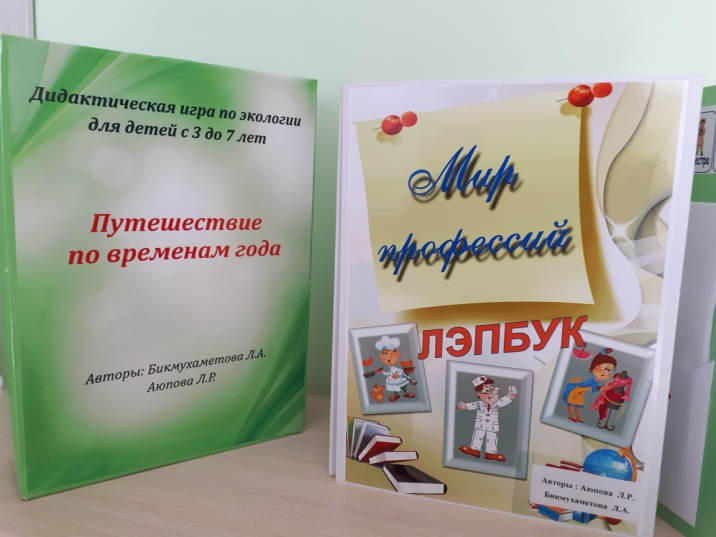 Дидактическая игра по экологии
для детей с 3 до 7 лет
Путешествие
по временам года
Авторы: Бикмухаметова Л.А.
Аюпова Л.Р.
Мир
профессий
ЛЭПБУК
Авторы : Аюпова Л.Р.
Бикмухаметова Л.А.